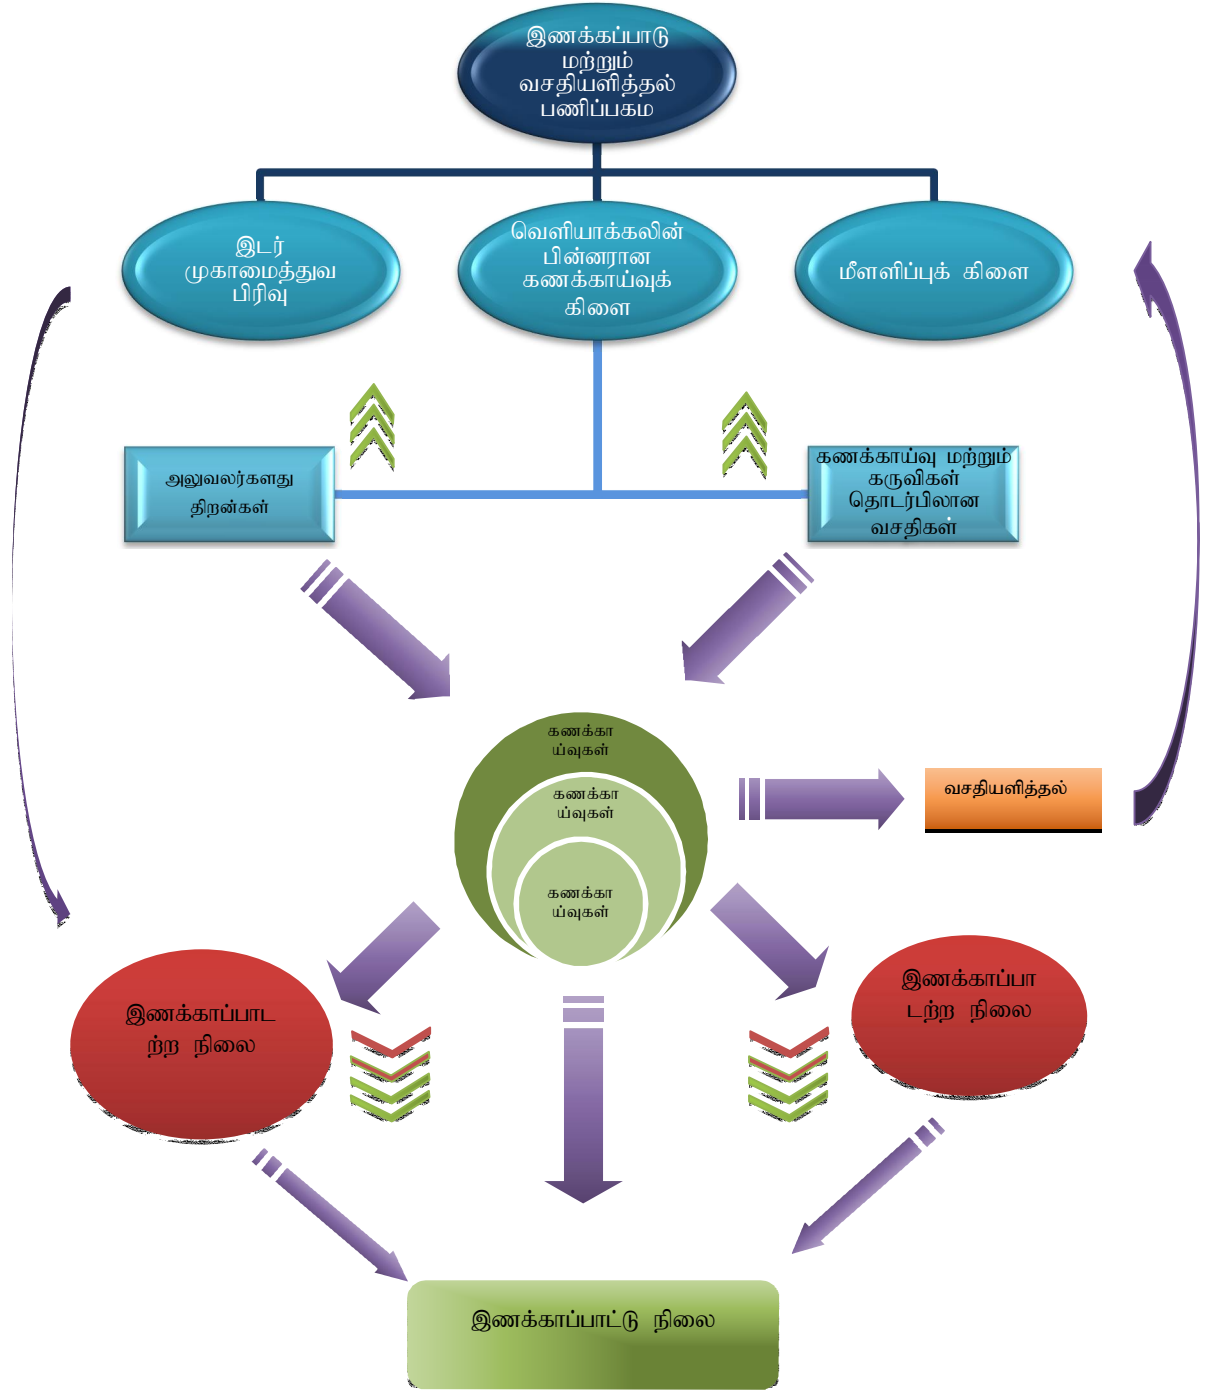 இணக்கப்பாடு
மற்றும்
வசதியளித்தல்
பணிப்பகம
இடர்
முகாமைத்துவ
பிரிவு
வெளியாக்கலின்
பின்னரான
கணக்காய்வுக்
கிளை
மீளளிப்புக் கிளை
அலுவலர்களது
திறன்கள்
கணக்காய்வு மற்றும்
கருவிகள்
தொடர்பிலான
வசதிகள்
கணக்கா
ய்வுகள்
கணக்கா
ய்வுகள்
கணக்கா
ய்வுகள்
வசதியளித்தல்
இணக்காப்பாட
ற்ற நிலை
இணக்காப்பா
டற்ற நிலை
இணக்காப்பாட்டு நிலை